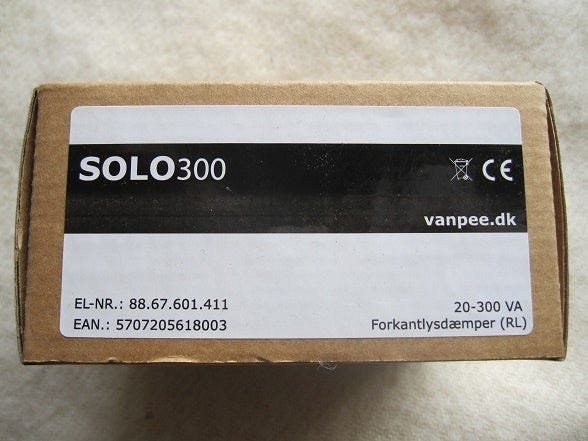 SOLO300
CE
vanpee.dk
EL-NR.: 88.67.601.411
EAN.: 5707205618003
20-300 VA
Forkantlysdæmper (RL)